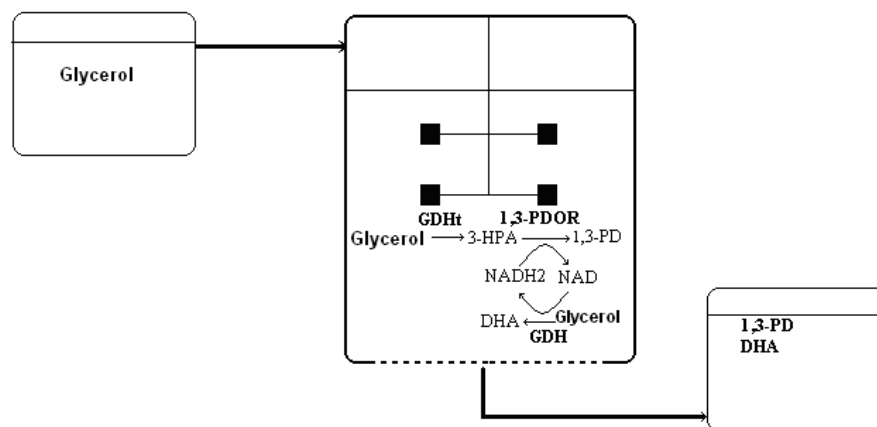 Glycerol
GDHt 1,3-PDOR
Glycerol 3-HPA 1,3-PD
NADH2 NAD
DHA Glycerol
GDH
1,3-PD
DHA